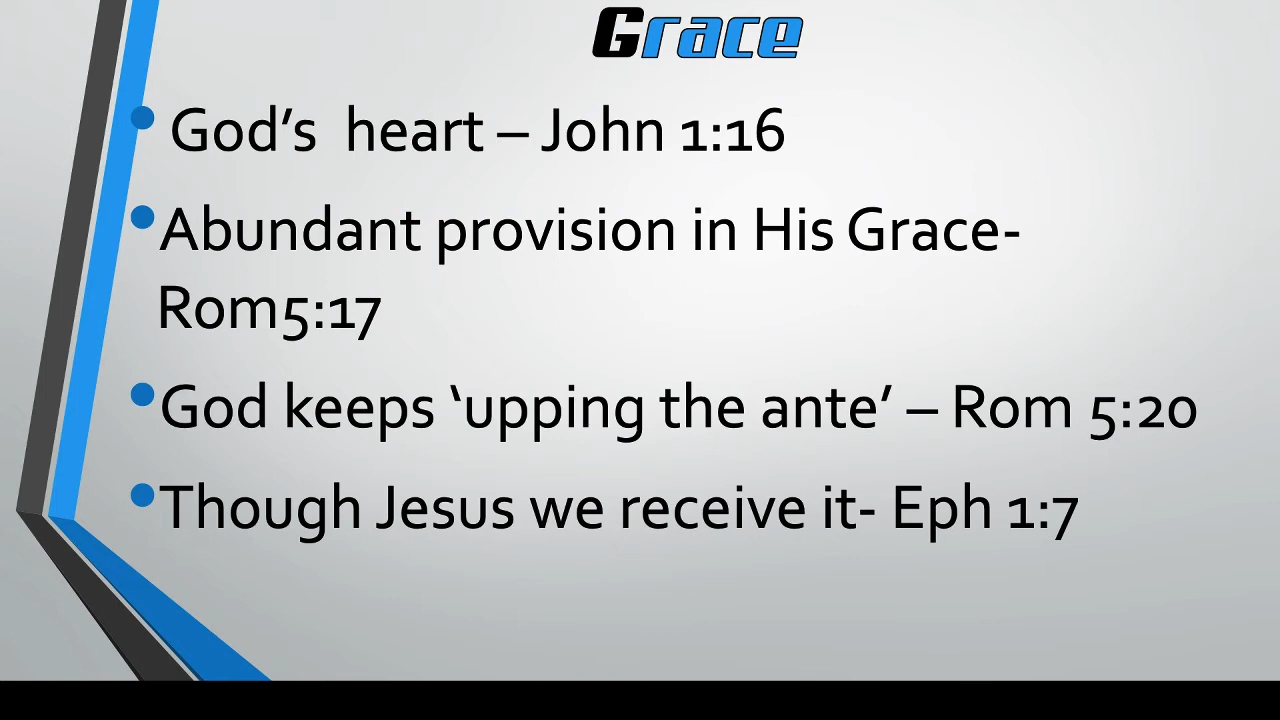 Grace
• God’s  heart – John 1:16
•Abundant provision in His Grace-
Rom5:17
•God keeps ‘upping the ante’ – Rom 5:20
•Though Jesus we receive it- Eph 1:7